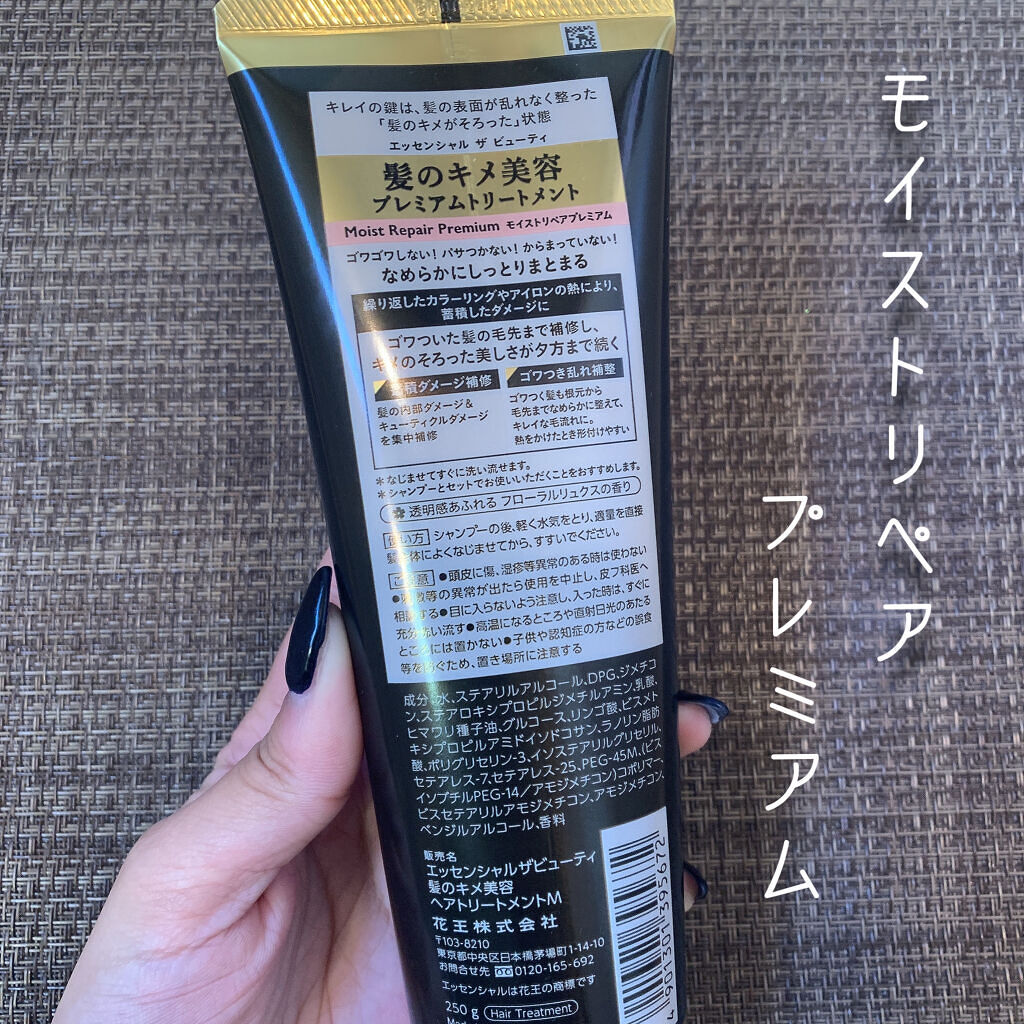 キレイの鍵は、髪の表面が乱れなく整った
「髪のキメがそろった」状態
エッセンシャル ザ ビューティ
髪のキメ美容
プレミアムトリートメント
Moist Repair Premium モイストリペアプレミアム
ゴワゴワしない！パサつかない！からまっていない！
なめらかにしっとりまとまる
繰り返したカラーリングやアイロンの熱により、
蓄積したダメージに
ゴワついた髪の毛先まで補修し、
キメのそろった美しさが夕方まで続く
蓄積ダメージ補修
髪の内部ダメージ＆
キューティクルダメージ
を集中補修
ゴワつき乱れ補整
ゴワつく髪も根元から
毛先までなめらかに整えて、
キレイな毛流れに。
熱をかけたとき形付けやすい
＊なじませてすぐに洗い流せます。
＊シャンプーとセットでお使いいただくことをおすすめします。
透明感あふれる フローラルリュクスの香り
使い方 シャンプーの後、軽く水気をとり、適量を直接
髪全体によくなじませてから、すすいでください。
ご注意 ●頭皮に傷、湿疹等異常のある時は使わない
●刺激等の異常が出たら使用を中止し、皮フ科医へ
相談する●目に入らないよう注意し、入った時は、すぐに
充分洗い流す●高温になるところや直射日光のあたる
ところには置かない●子供や認知症の方などの誤食
等を防ぐため、置き場所に注意する
成分：水、ステアリルアルコール、DPG、ジメチコ
ン、ステアロキシプロピルジメチルアミン、乳酸、
ヒマワリ種子油、グルコース、リンゴ酸、ビスメト
キシプロピルアミドイソドコサン、ラノリン脂肪
酸、ポリグリセリン-3、イソステアリルグリセリル、
セテアレス-7、セテアレス-25、PEG-45M、(ビス
イソブチルPEG-14／アモジメチコン)コポリマー、
ビスセテアリルアモジメチコン、アモジメチコン、
ベンジルアルコール、香料
販売名
エッセンシャルザビューティ
髪のキメ美容
ヘアトリートメントM
花王株式会社
〒103-8210
東京都中央区日本橋茅場町1-14-10
お問合せ先 0120-165-692
エッセンシャルは花王の商標です
250 g Hair Treatment
4 901301 395672
モイストリペア
プレミアム